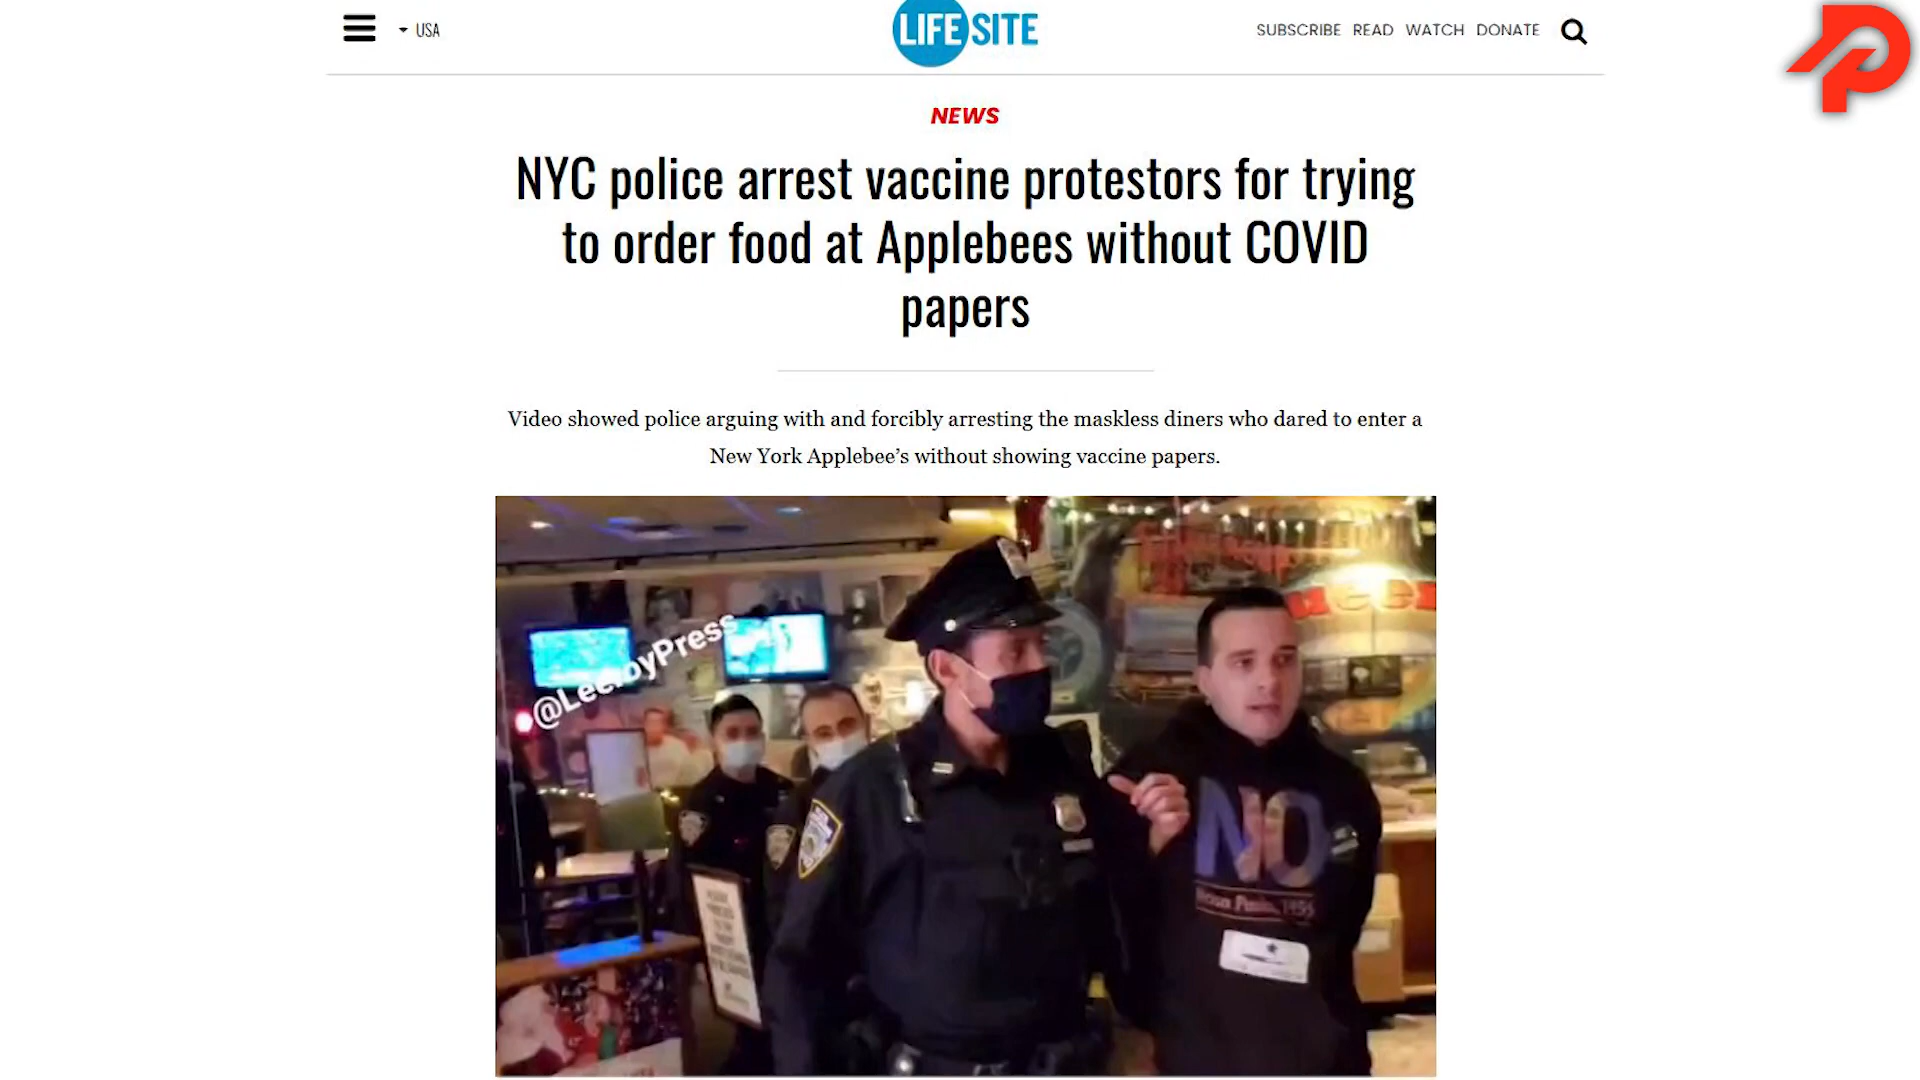 USA
LIFE SITE
SUBSCRIBE READ WATCH DONATE
NEWS
NYC police arrest vaccine protestors for trying
to order food at Applebees without COVID
papers
Video showed police arguing with and forcibly arresting the maskless diners who dared to enter a
New York Applebee's without showing vaccine papers.
NO